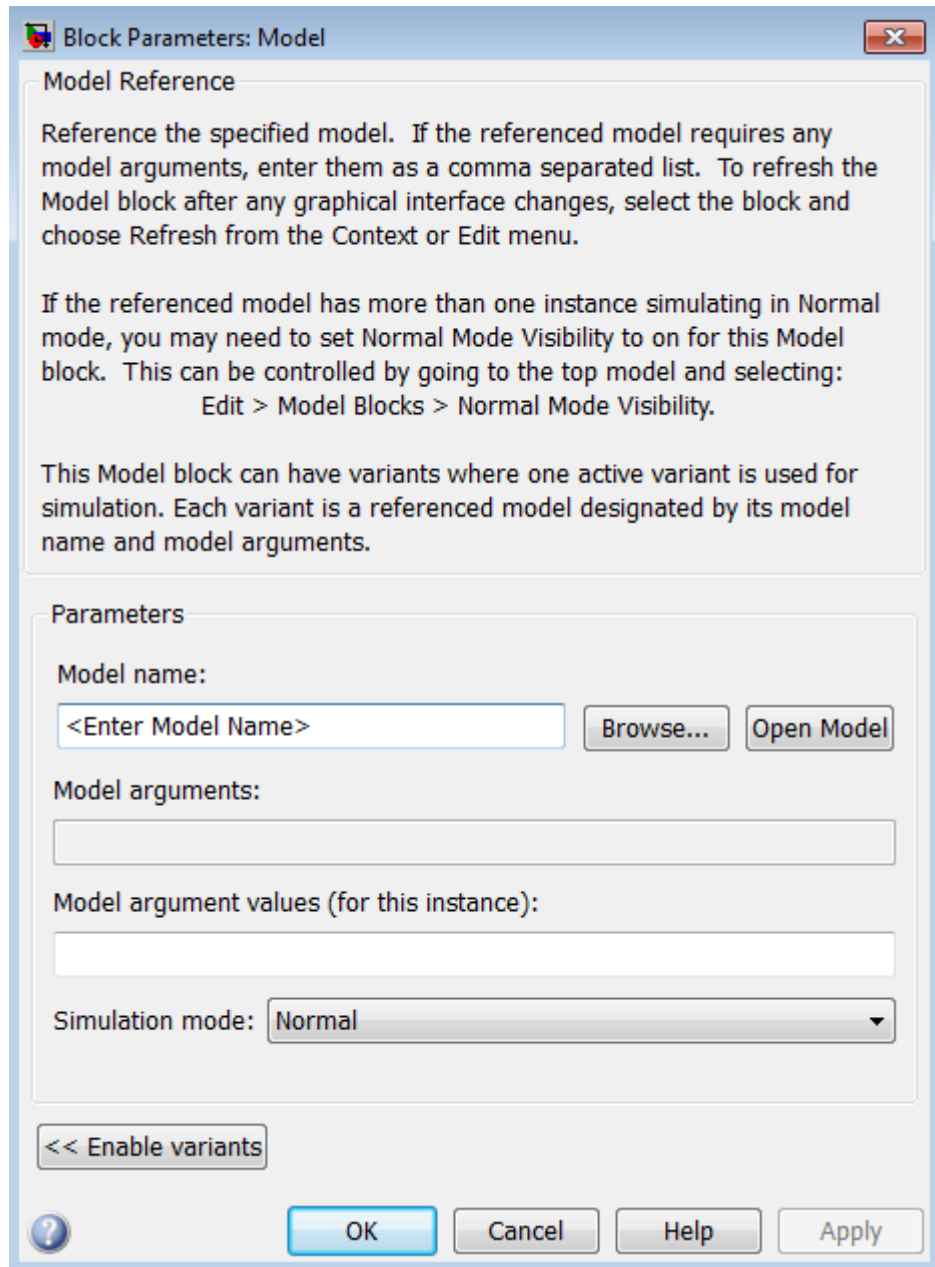 Block Parameters: Model
Model Reference
Reference the specified model.  If the referenced model requires any
model arguments, enter them as a comma separated list.  To refresh the
Model block after any graphical interface changes, select the block and
choose Refresh from the Context or Edit menu.
If the referenced model has more than one instance simulating in Normal
mode, you may need to set Normal Mode Visibility to on for this Model
block.  This can be controlled by going to the top model and selecting:
Edit > Model Blocks > Normal Mode Visibility.
This Model block can have variants where one active variant is used for
simulation. Each variant is a referenced model designated by its model
name and model arguments.
Parameters
Model name:
<Enter Model Name> Browse... Open Model
Model arguments:
Model argument values (for this instance):
Simulation mode: Normal
<< Enable variants
? OK Cancel Help Apply